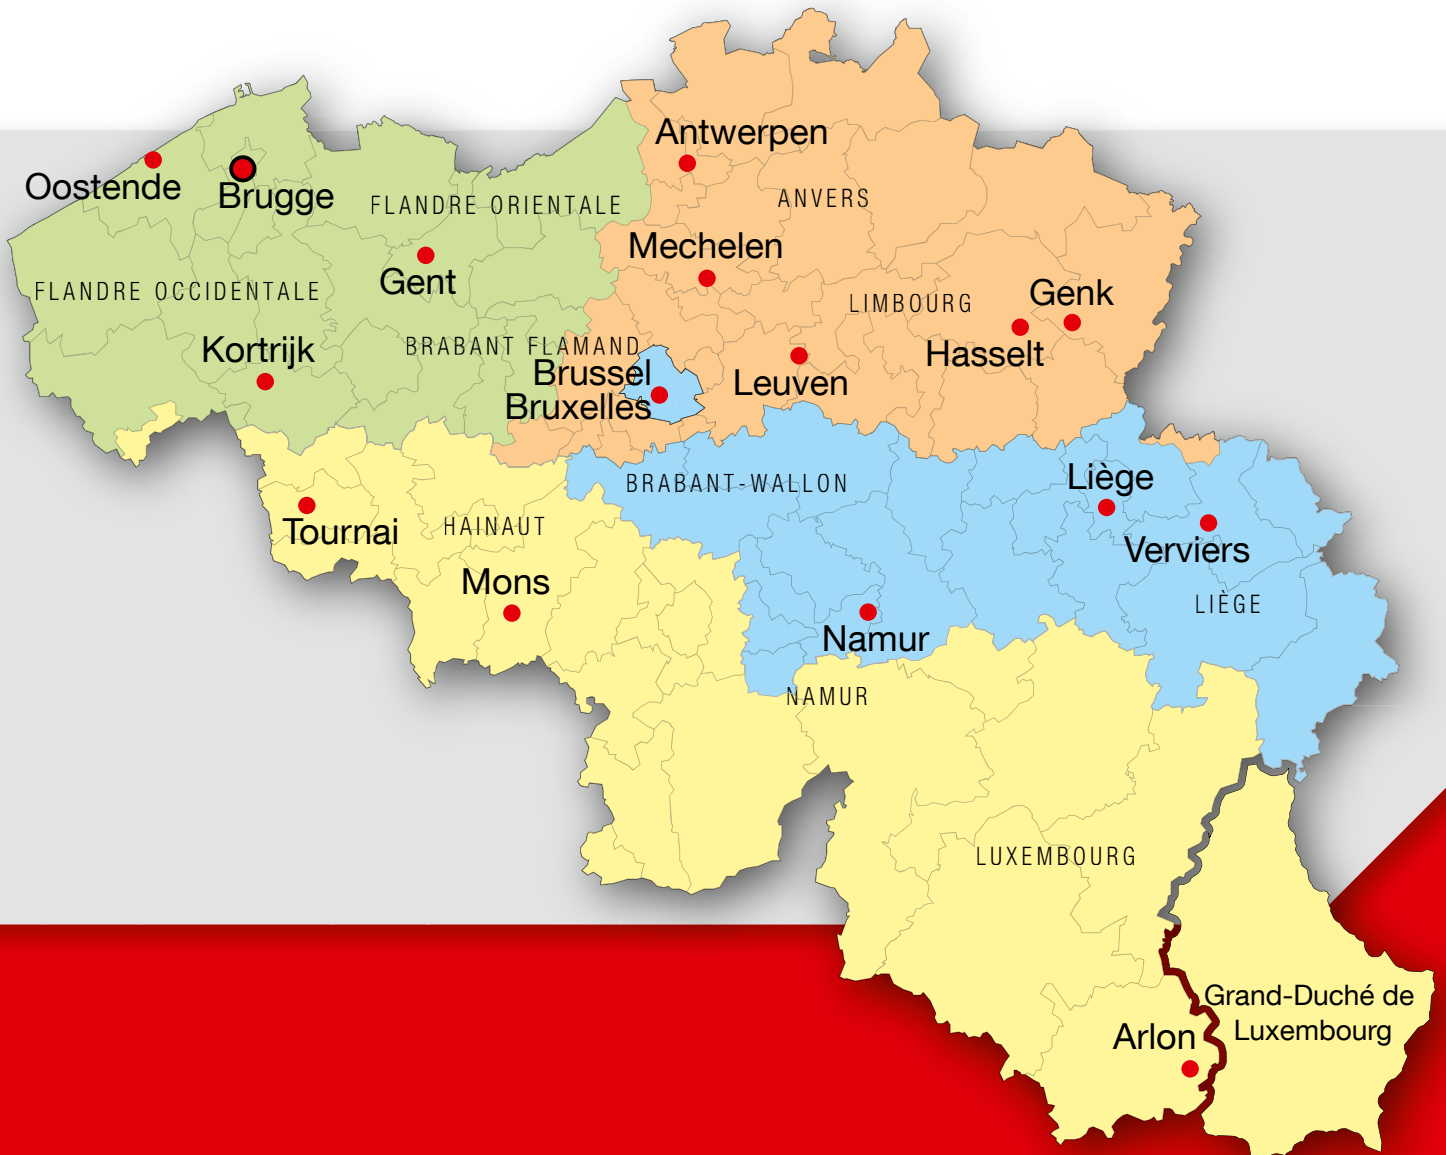 Antwerpen
Oostende
Brugge
FLANDRE ORIENTALE
ANVERS
Mechelen
Gent
FLANDRE OCCIDENTALE
LIMBOURG
Genk
Kortrijk
BRABANT FLAMAND
Hasselt
Brussel
Bruxelles
Leuven
BRABANT-WALLON
Liège
Tournai
HAINAUT
Verviers
Mons
LIÈGE
Namur
NAMUR
LUXEMBOURG
Grand-Duché de
Luxembourg
Arlon